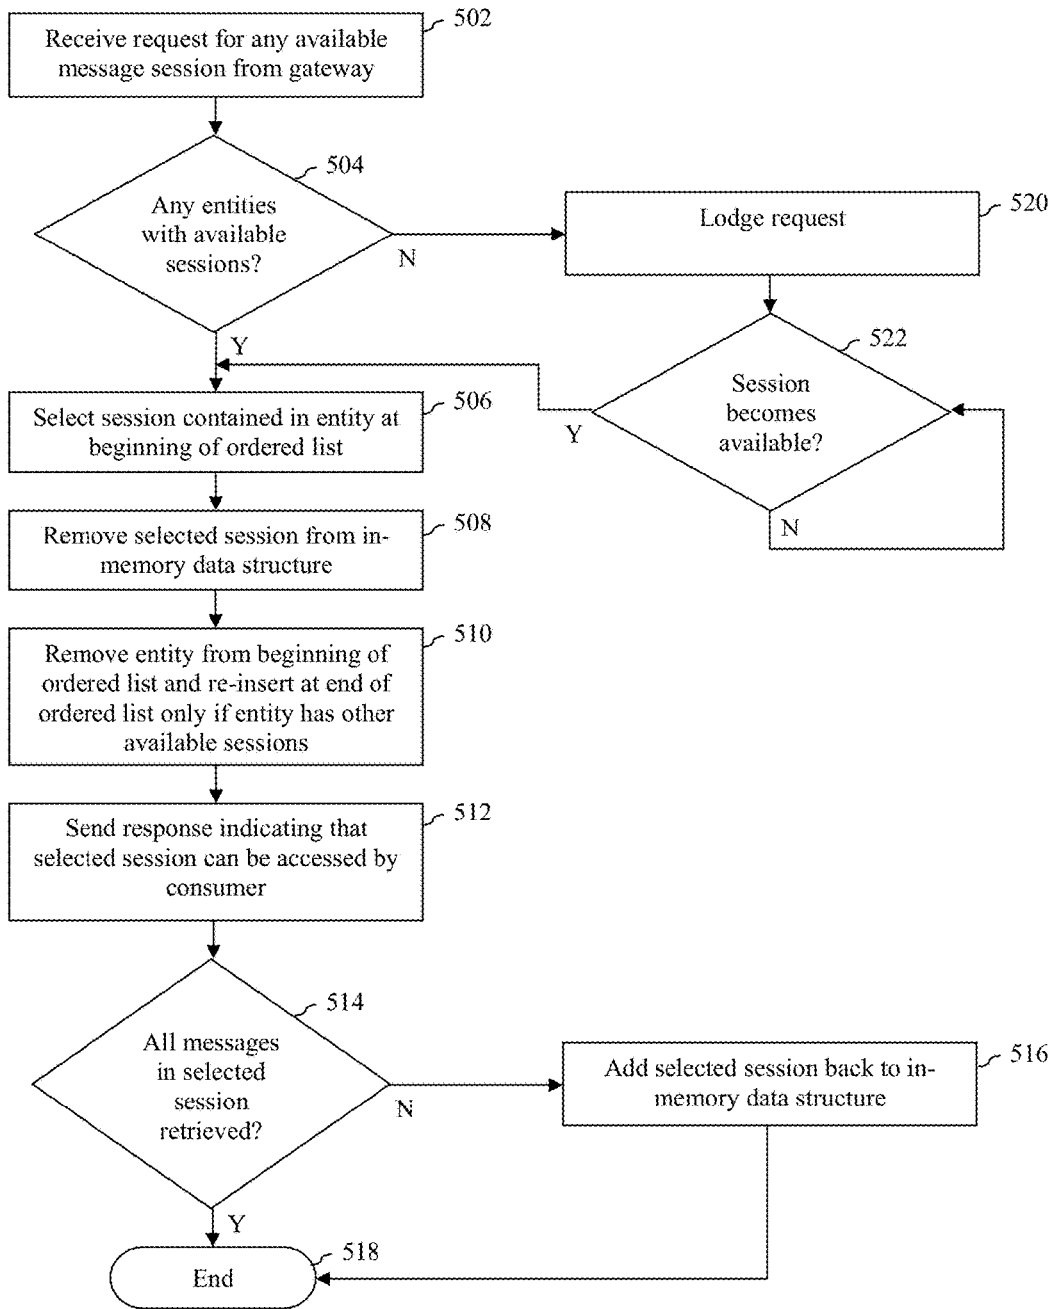 502
Receive request for any available
message session from gateway
504
Any entities
with available
sessions?
N
Y
520
Lodge request
522
Session
becomes
available?
Y
N
506
Select session contained in entity at
beginning of ordered list
508
Remove selected session from in-
memory data structure
510
Remove entity from beginning of
ordered list and re-insert at end of
ordered list only if entity has other
available sessions
512
Send response indicating that
selected session can be accessed by
consumer
514
All messages
in selected
session
retrieved?
N
Y
516
Add selected session back to in-
memory data structure
518
End